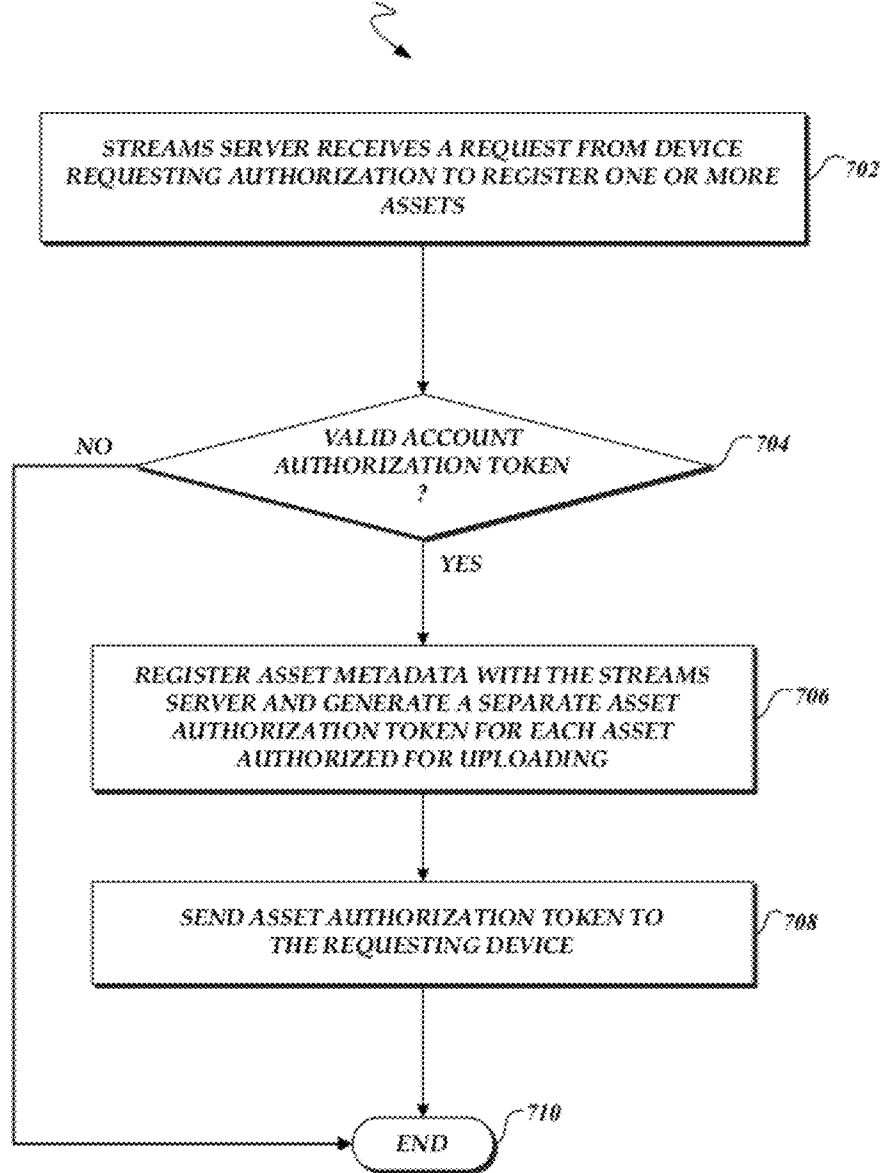 STREAMS SERVER RECEIVES A REQUEST FROM DEVICE
REQUESTING AUTHORIZATION TO REGISTER ONE OR MORE
ASSETS
702
VALID ACCOUNT
AUTHORIZATION TOKEN
?
704
NO
YES
REGISTER ASSET METADATA WITH THE STREAMS
SERVER AND GENERATE A SEPARATE ASSET
AUTHORIZATION TOKEN FOR EACH ASSET
AUTHORIZED FOR UPLOADING
706
SEND ASSET AUTHORIZATION TOKEN TO
THE REQUESTING DEVICE
708
END
710